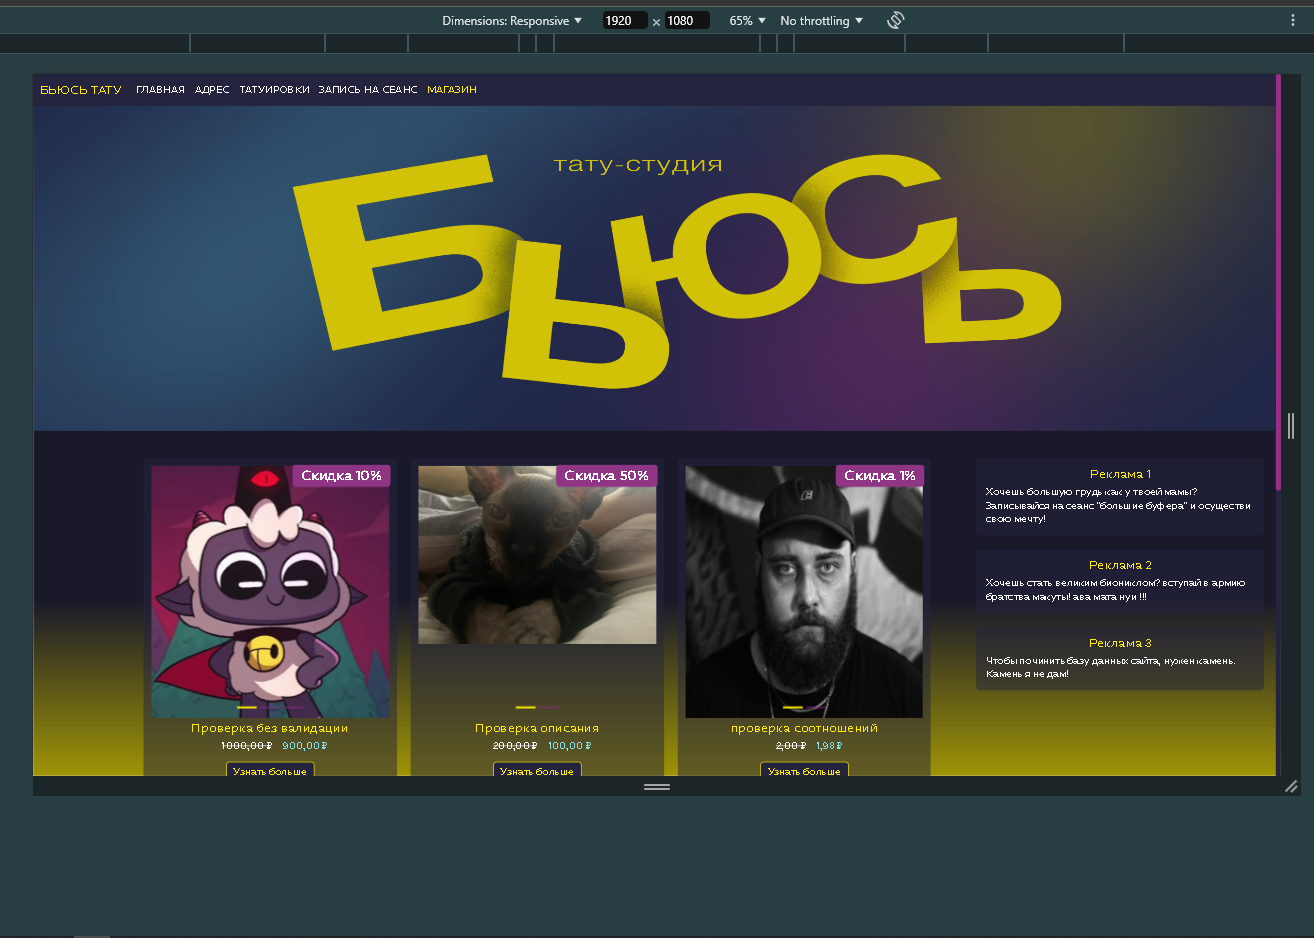 Dimensions: Responsive 1920 × 1080 65% No throttling
БЬЮСЬ ТАТУ ГЛАВНАЯ АДРЕС ТАТУИРОВКИ ЗАПИСЬ НА СЕАНС МАГАЗИН
тату-студия
Бьюсь
Скидка 10%
Проверка без валидации
1000,00 ₽ 900,00 ₽
Узнать больше
Скидка 50%
Проверка описания
200,00 ₽ 100,00 ₽
Узнать больше
Скидка 1%
проверка соотношений
2,00 ₽ 1,98 ₽
Узнать больше
Реклама 1
Хочешь большую грудь как у твоей мамы?
Записывайся на сеанс "большие буфера" и осуществи
свою мечту!
Реклама 2
Хочешь стать великим биониклом? вступай в армию
братства макуты! ава мата нуи !!!
Реклама 3
Чтобы починить базу данных сайта, нужен камень.
Камень я не дам!